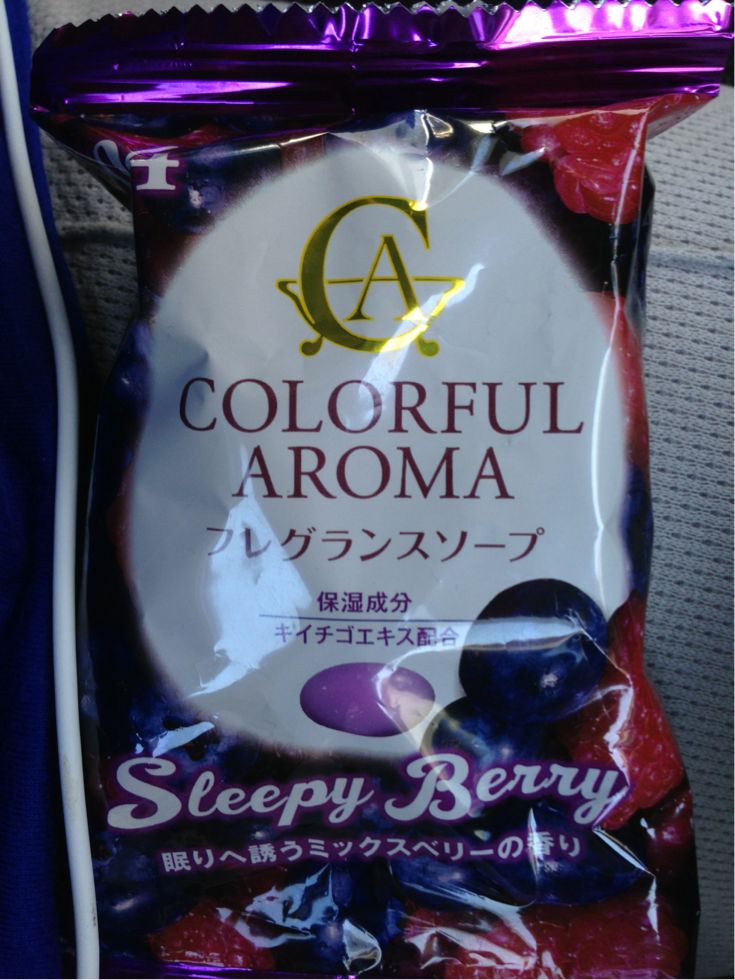 04
CA
COLORFUL
AROMA
フレグランスソープ
保湿成分
キイチゴエキス配合
Sleepy Berry
眠りへ誘うミックスベリーの香り